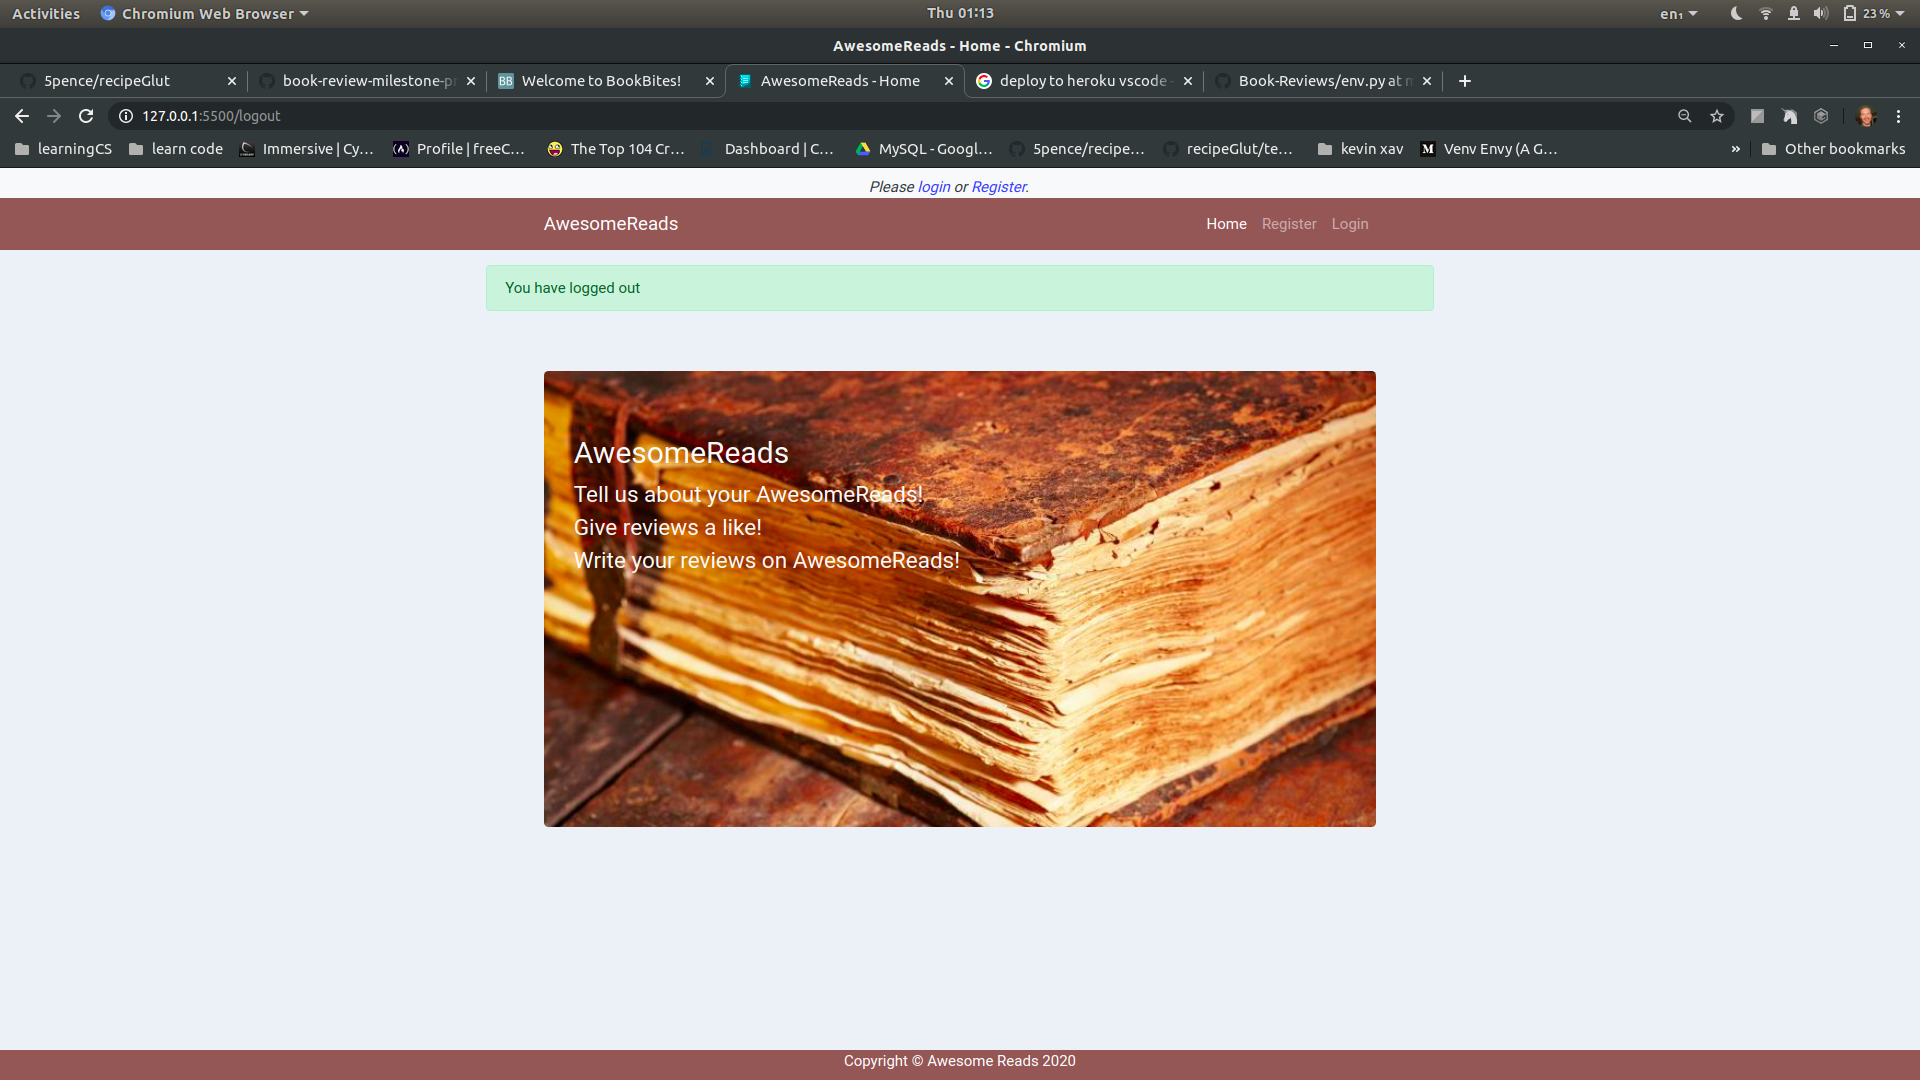 Activities Chromium Web Browser Thu 01:13 en₁ 23 %
AwesomeReads - Home - Chromium
5pence/recipeGlut book-review-milestone-pr Welcome to BookBites! AwesomeReads - Home deploy to heroku vscode - Book-Reviews/env.py at m
127.0.0.1:5500/logout
learningCS learn code Immersive | Cy… Profile | freeC… The Top 104 Cr… Dashboard | C… MySQL - Googl… 5pence/recipe… recipeGlut/te… kevin xav M Venv Envy (A G… » Other bookmarks
Please login or Register.
AwesomeReads Home Register Login
You have logged out
AwesomeReads
Tell us about your AwesomeReads!
Give reviews a like!
Write your reviews on AwesomeReads!
Copyright © Awesome Reads 2020